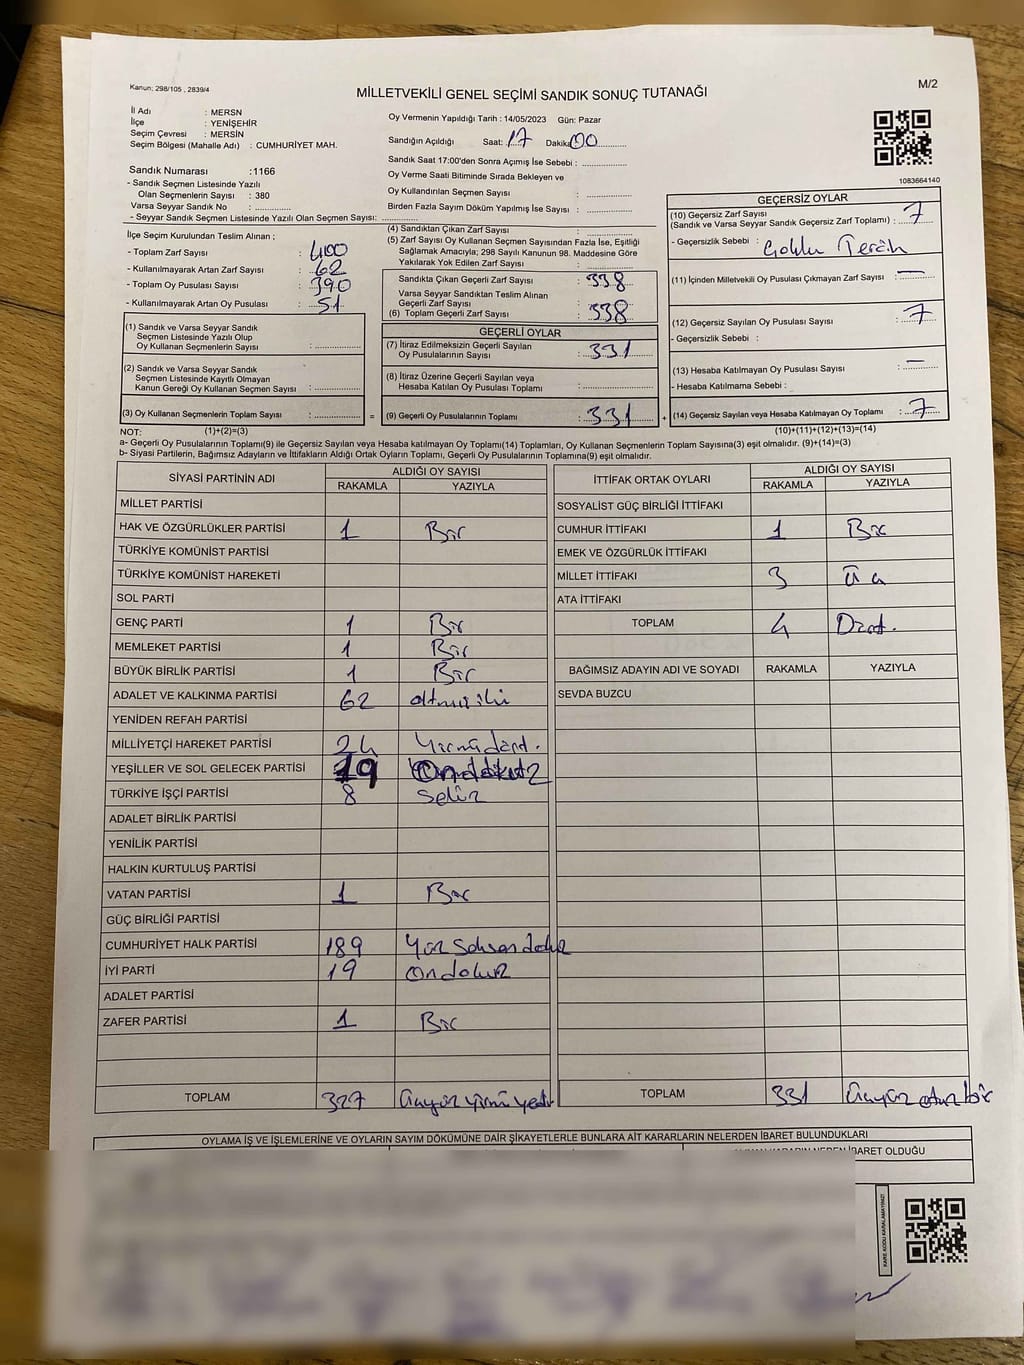 Kanun: 298/105 , 2839/4
M/2
MİLLETVEKİLİ GENEL SEÇİMİ SANDIK SONUÇ TUTANAĞI
İl Adı : MERSN
İlçe : YENİŞEHİR
Seçim Çevresi : MERSİN
Seçim Bölgesi (Mahalle Adı) : CUMHURİYET MAH.
Sandık Numarası :1166
- Sandık Seçmen Listesinde Yazılı
Olan Seçmenlerin Sayısı : 380
Varsa Seyyar Sandık No :
- Seyyar Sandık Seçmen Listesinde Yazılı Olan Seçmen Sayısı:
Oy Vermenin Yapıldığı Tarih : 14/05/2023 Gün: Pazar
Sandığın Açıldığı Saat: 17 Dakika 00
Sandık Saat 17:00'den Sonra Açımış İse Sebebi :
Oy Verme Saati Bitiminde Sırada Bekleyen ve
Oy Kullandırılan Seçmen Sayısı :
Birden Fazla Sayım Döküm Yapılmış İse Sayısı :
1083664140
İlçe Seçim Kurulundan Teslim Alınan ;
- Toplam Zarf Sayısı : 400
- Kullanılmayarak Artan Zarf Sayısı : 62
- Toplam Oy Pusulası Sayısı : 390
- Kullanılmayarak Artan Oy Pusulası : 51
(1) Sandık ve Varsa Seyyar Sandık
Seçmen Listesinde Yazılı Olup
Oy Kullanan Seçmenlerin Sayısı :
(2) Sandık ve Varsa Seyyar Sandık
Seçmen Listesinde Kayıtlı Olmayan
Kanun Gereği Oy Kullanan Seçmen Sayısı :
(3) Oy Kullanan Seçmenlerin Toplam Sayısı : =
(4) Sandıktan Çıkan Zarf Sayısı :
(5) Zarf Sayısı Oy Kullanan Seçmen Sayısından Fazla İse, Eşitliği
Sağlamak Amacıyla; 298 Sayılı Kanunun 98. Maddesine Göre
Yakılarak Yok Edilen Zarf Sayısı :
Sandıkta Çıkan Geçerli Zarf Sayısı : 338
Varsa Seyyar Sandıktan Teslim Alınan
Geçerli Zarf Sayısı :
(6) Toplam Geçerli Zarf Sayısı : 338
GEÇERLİ OYLAR
(7) İtiraz Edilmeksizin Geçerli Sayılan
Oy Pusulalarının Sayısı : 331
(8) İtiraz Üzerine Geçerli Sayılan veya
Hesaba Katılan Oy Pusulası Toplamı :
(9) Geçerli Oy Pusulalarının Toplamı : 331 +
GEÇERSİZ OYLAR
(10) Geçersiz Zarf Sayısı
(Sandık ve Varsa Seyyar Sandık Geçersiz Zarf Toplamı) : 7
- Geçersizlik Sebebi :
(11) İçinden Milletvekili Oy Pusulası Çıkmayan Zarf Sayısı : —
(12) Geçersiz Sayılan Oy Pusulası Sayısı : 7
- Geçersizlik Sebebi :
(13) Hesaba Katılmayan Oy Pusulası Sayısı : —
- Hesaba Katılmama Sebebi :
(14) Geçersiz Sayılan veya Hesaba Katılmayan Oy Toplamı : 7
NOT: (1)+(2)=(3) (10)+(11)+(12)+(13)=(14)
a- Geçerli Oy Pusulalarının Toplamı(9) ile Geçersiz Sayılan veya Hesaba katılmayan Oy Toplamı(14) Toplamları, Oy Kullanan Seçmenlerin Toplam Sayısına(3) eşit olmalıdır. (9)+(14)=(3)
b- Siyasi Partilerin, Bağımsız Adayların ve İttifakların Aldığı Oyların Toplamı, Geçerli Oy Pusulalarının Toplamına(9) eşit olmalıdır.
SİYASİ PARTİNİN ADI ALDIĞI OY SAYISI
RAKAMLA YAZIYLA
MİLLET PARTİSİ
HAK VE ÖZGÜRLÜKLER PARTİSİ 1 Bir
TÜRKİYE KOMÜNİST PARTİSİ
TÜRKİYE KOMÜNİST HAREKETİ
SOL PARTİ
GENÇ PARTİ 1 Bir
MEMLEKET PARTİSİ 1 Bir
BÜYÜK BİRLİK PARTİSİ 1 Bir
ADALET VE KALKINMA PARTİSİ 62 altmışiki
YENİDEN REFAH PARTİSİ
MİLLİYETÇİ HAREKET PARTİSİ 24 Yirmidört.
YEŞİLLER VE SOL GELECEK PARTİSİ 19 Ondokuz
TÜRKİYE İŞÇİ PARTİSİ 8 Sekiz
ADALET BİRLİK PARTİSİ
YENİLİK PARTİSİ
HALKIN KURTULUŞ PARTİSİ
VATAN PARTİSİ 1 Bir
GÜÇ BİRLİĞİ PARTİSİ
CUMHURİYET HALK PARTİSİ 189 Yüz Seksendokuz
İYİ PARTİ 19 Ondokuz
ADALET PARTİSİ
ZAFER PARTİSİ 1 Bir
TOPLAM 327 Üçyüz yirmi yedi
İTTİFAK ORTAK OYLARI ALDIĞI OY SAYISI
RAKAMLA YAZIYLA
SOSYALİST GÜÇ BİRLİĞİ İTTİFAKI
CUMHUR İTTİFAKI 1 Bir
EMEK VE ÖZGÜRLÜK İTTİFAKI
MİLLET İTTİFAKI 3 Üç
ATA İTTİFAKI
TOPLAM 4 Dört.
BAĞIMSIZ ADAYIN ADI VE SOYADI RAKAMLA YAZIYLA
SEVDA BUZCU
TOPLAM 331 Üçyüz otuz bir
OYLAMA İŞ VE İŞLEMLERİNE VE OYLARIN SAYIM DÖKÜMÜNE DAİR ŞİKAYETLERLE BUNLARA AİT KARARLARIN NELERDEN İBARET BULUNDUKLARI
İBARET OLDUĞU
KARE KODU KARALAMAYINIZ!